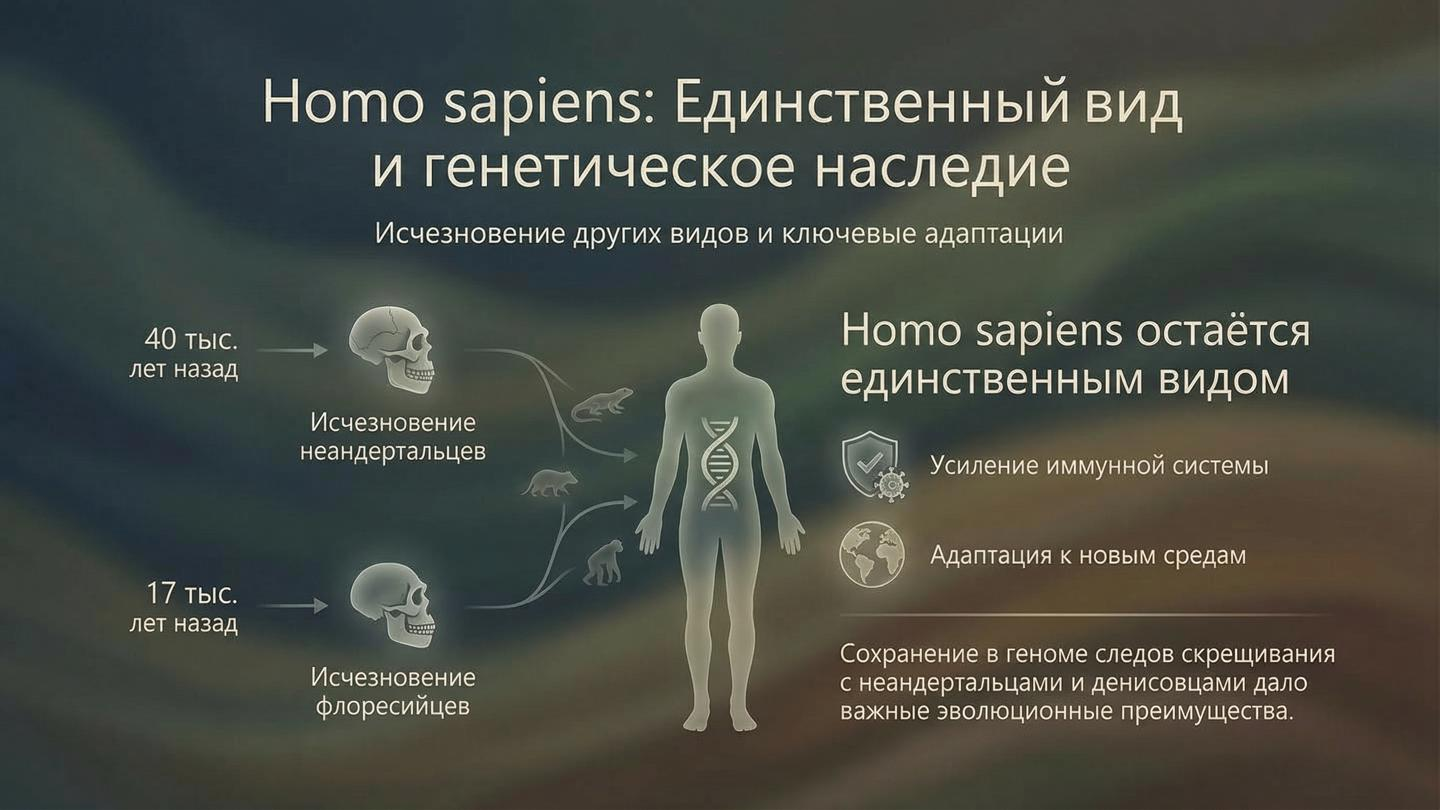 Homo sapiens: Единственный вид
и генетическое наследие
Исчезновение других видов и ключевые адаптации
40 тыс.
лет назад
Исчезновение
неандертальцев
17 тыс.
лет назад
Исчезновение
флоресийцев
Homo sapiens остаётся
единственным видом
Усиление иммунной системы
Адаптация к новым средам
Сохранение в геноме следов скрещивания
с неандертальцами и денисовцами дало
важные эволюционные преимущества.